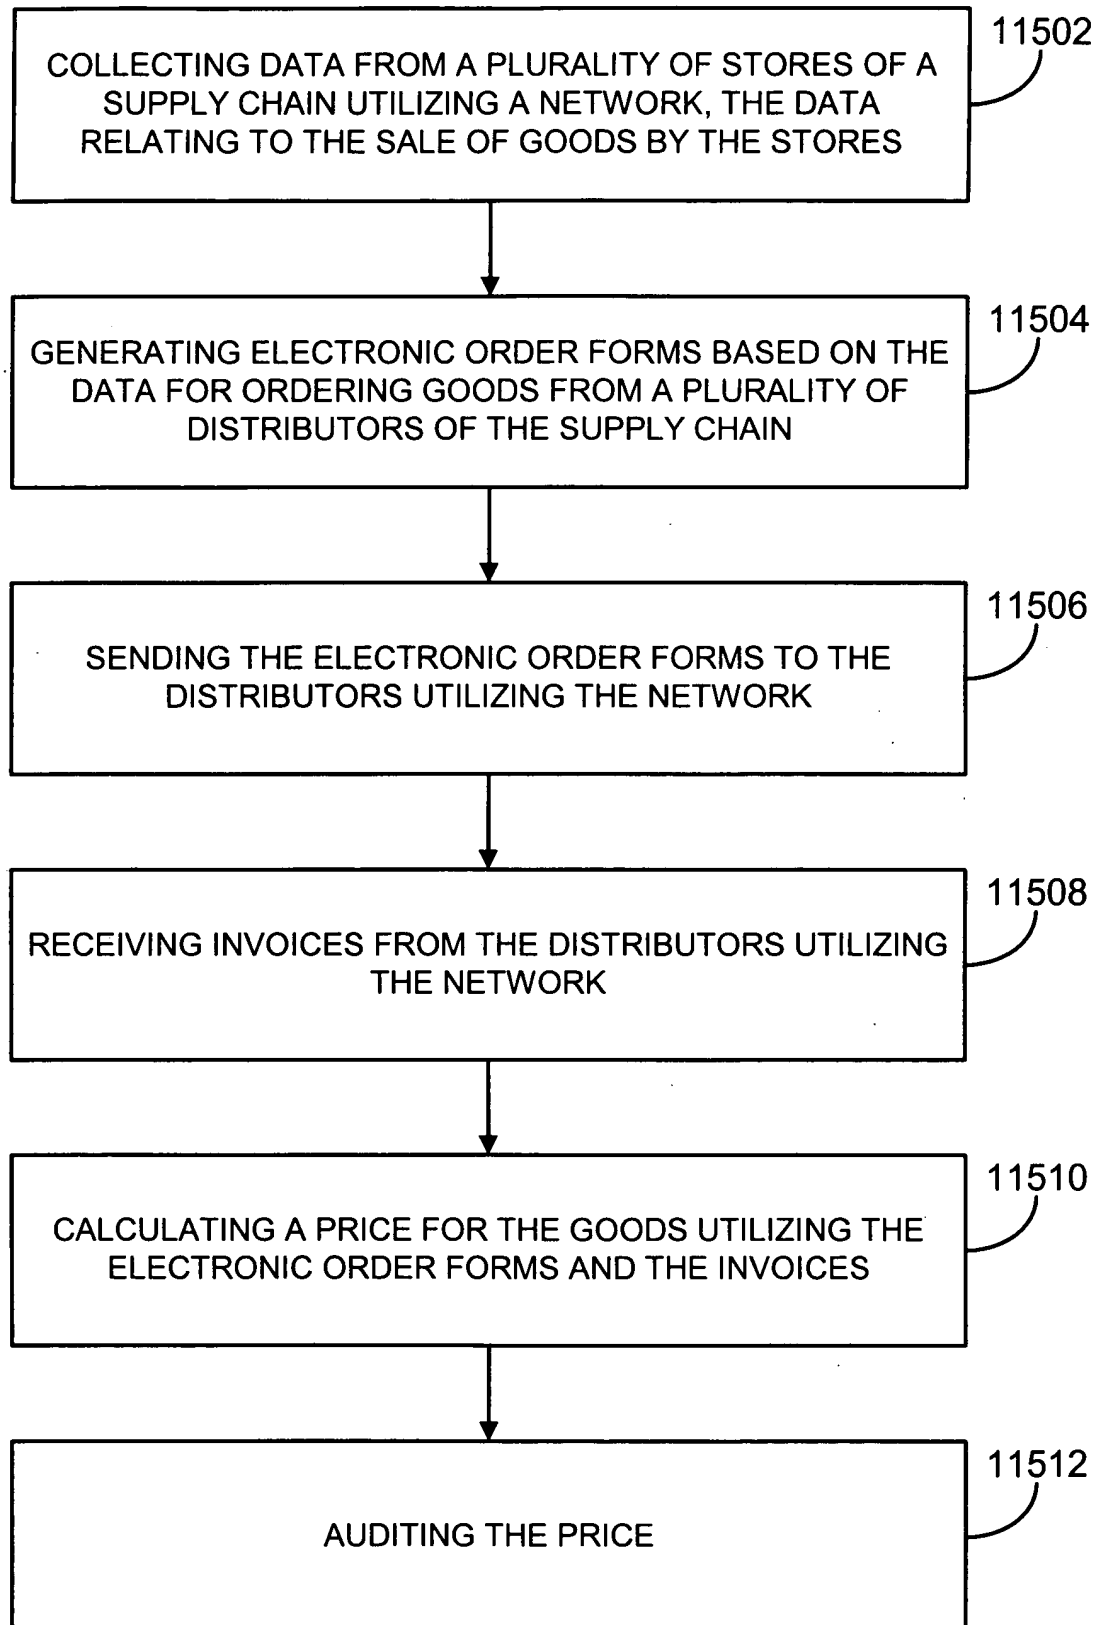 11502
COLLECTING DATA FROM A PLURALITY OF STORES OF A
SUPPLY CHAIN UTILIZING A NETWORK, THE DATA
RELATING TO THE SALE OF GOODS BY THE STORES
11504
GENERATING ELECTRONIC ORDER FORMS BASED ON THE
DATA FOR ORDERING GOODS FROM A PLURALITY OF
DISTRIBUTORS OF THE SUPPLY CHAIN
11506
SENDING THE ELECTRONIC ORDER FORMS TO THE
DISTRIBUTORS UTILIZING THE NETWORK
11508
RECEIVING INVOICES FROM THE DISTRIBUTORS UTILIZING
THE NETWORK
11510
CALCULATING A PRICE FOR THE GOODS UTILIZING THE
ELECTRONIC ORDER FORMS AND THE INVOICES
11512
AUDITING THE PRICE